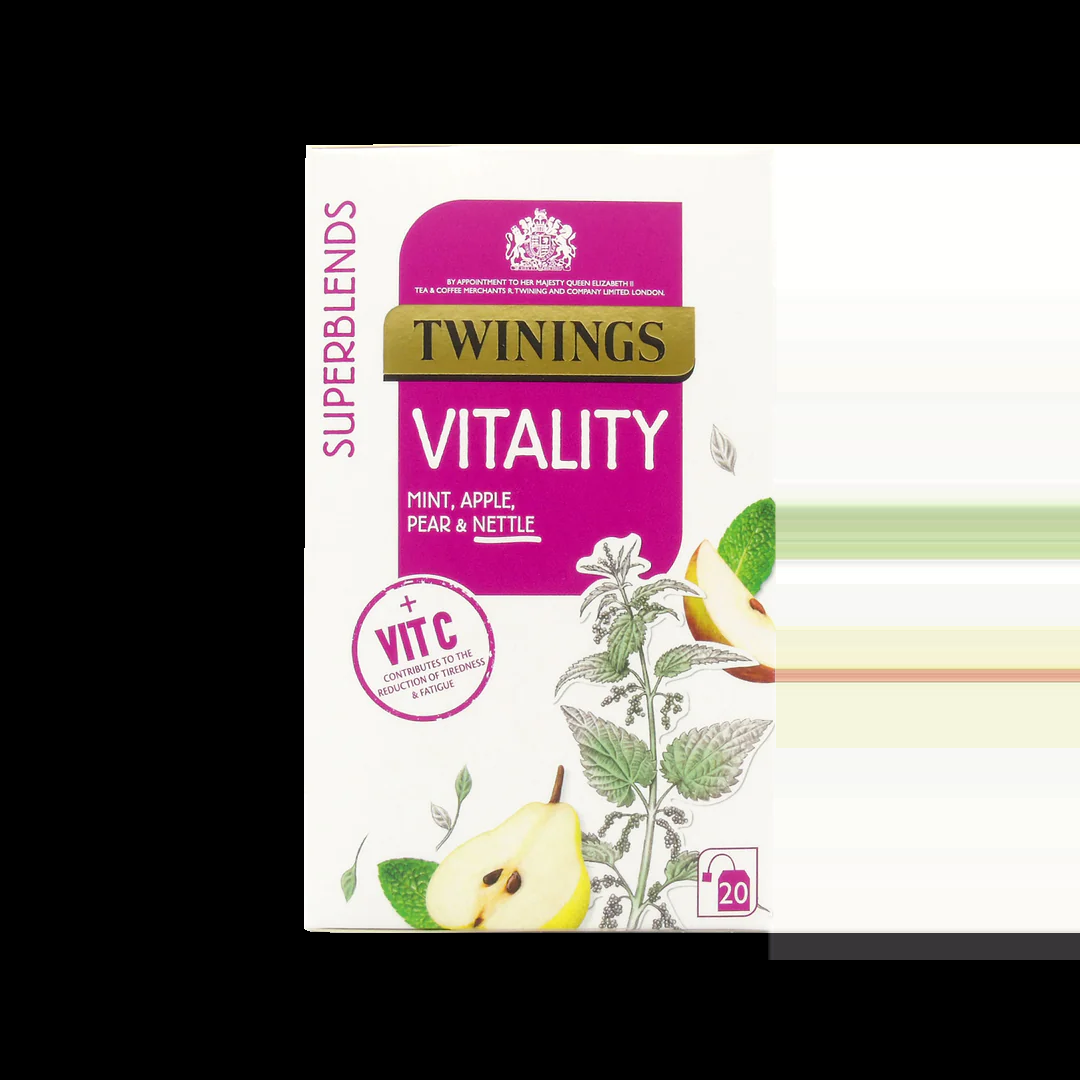 SUPERBLENDS
BY APPOINTMENT TO HER MAJESTY QUEEN ELIZABETH II
TEA & COFFEE MERCHANTS R. TWINING AND COMPANY LIMITED. LONDON.
TWININGS
VITALITY
MINT, APPLE,
PEAR & NETTLE
+
VIT C
CONTRIBUTES TO THE
REDUCTION OF TIREDNESS
& FATIGUE
20